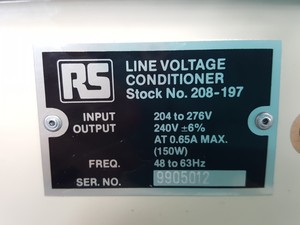 RS
LINE VOLTAGE
CONDITIONER
Stock No. 208-197
INPUT 204 to 276V
OUTPUT 240V ±6%
AT 0.65A MAX.
(150W)
FREQ. 48 to 63Hz
SER. NO. 9905012